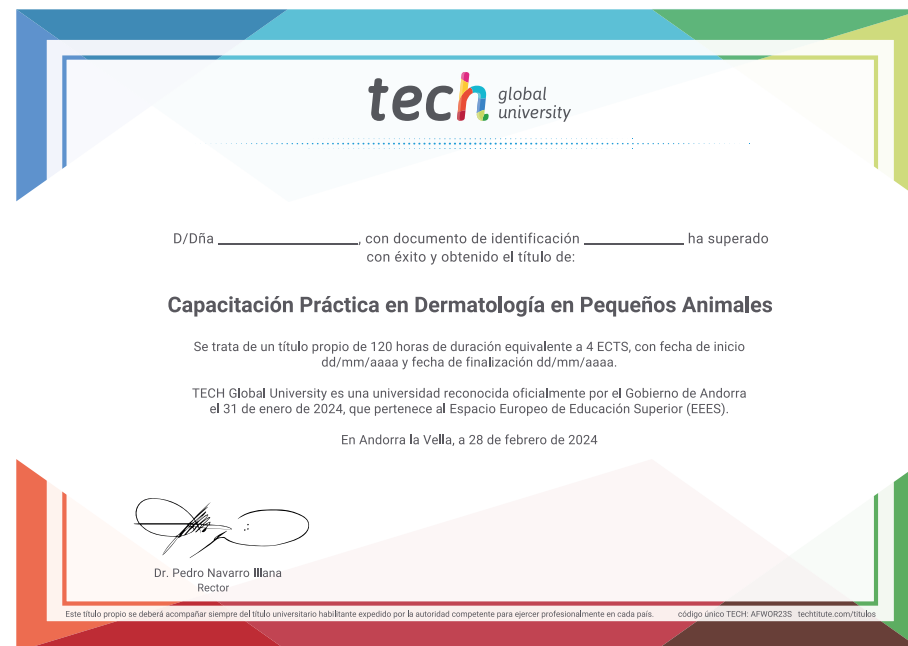 tech global university
D/Dña ______________, con documento de identificación __________ ha superado
con éxito y obtenido el título de:
Capacitación Práctica en Dermatología en Pequeños Animales
Se trata de un título propio de 120 horas de duración equivalente a 4 ECTS, con fecha de inicio
dd/mm/aaaa y fecha de finalización dd/mm/aaaa.
TECH Global University es una universidad reconocida oficialmente por el Gobierno de Andorra
el 31 de enero de 2024, que pertenece al Espacio Europeo de Educación Superior (EEES).
En Andorra la Vella, a 28 de febrero de 2024
Dr. Pedro Navarro Illana
Rector
Este título propio se deberá acompañar siempre del título universitario habilitante expedido por la autoridad competente para ejercer profesionalmente en cada país. código único TECH: AFWOR23S techtitute.com/titulos